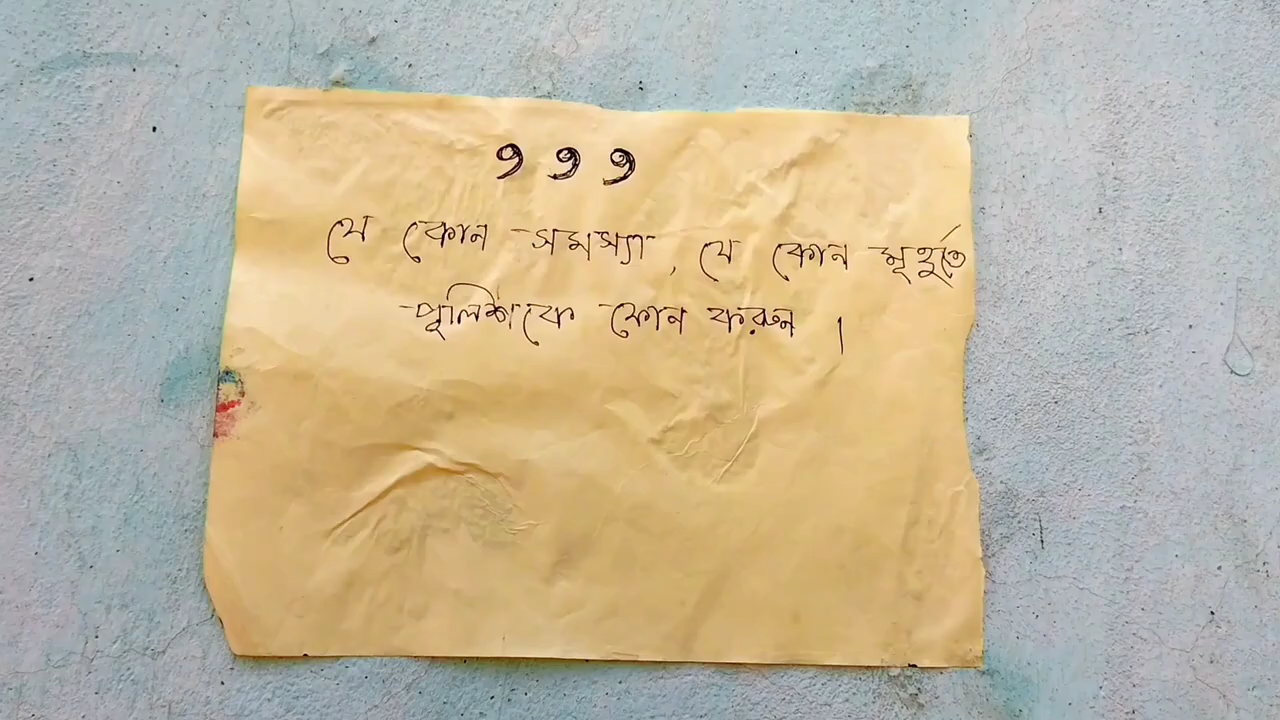 ৯৯৯
যে কোন সমস্যা, যে কোন মুহূর্তে
পুলিশকে ফোন করুন ।